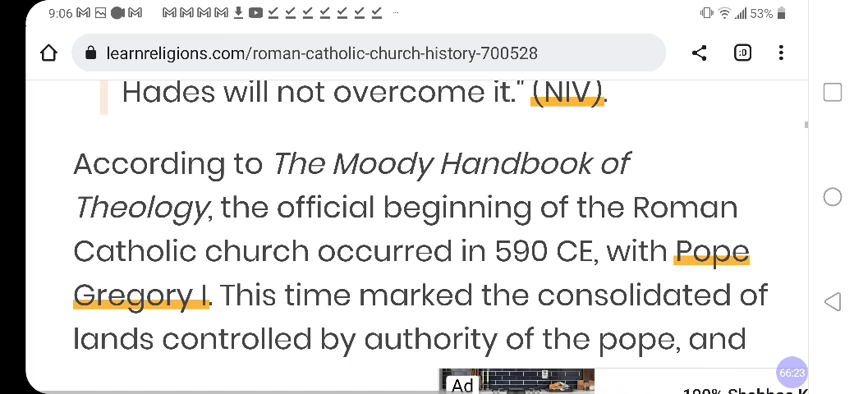 9:06
53%
learnreligions.com/roman-catholic-church-history-700528
:D
Hades will not overcome it." (NIV).
According to The Moody Handbook of
Theology, the official beginning of the Roman
Catholic church occurred in 590 CE, with Pope
Gregory I. This time marked the consolidated of
lands controlled by authority of the pope, and
66:23
Ad